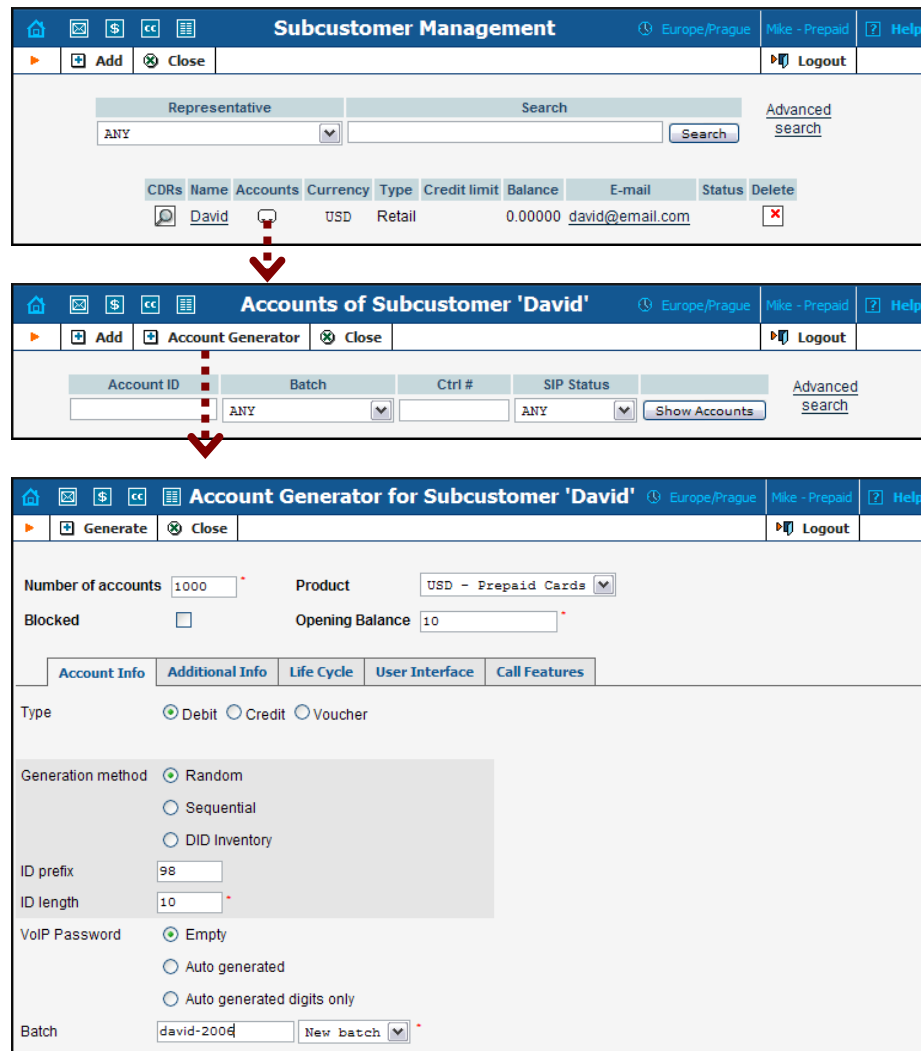 $ cc Subcustomer Management Europe/Prague Mike - Prepaid ? Help
Add Close Logout
Representative Search
Advanced search
ANY Search
CDRs Name Accounts Currency Type Credit limit Balance E-mail Status Delete
David USD Retail 0.00000 david@email.com
$ cc Accounts of Subcustomer 'David' Europe/Prague Mike - Prepaid ? Help
Add Account Generator Close Logout
Account ID Batch Ctrl # SIP Status
Advanced search
ANY ANY Show Accounts
$ cc Account Generator for Subcustomer 'David' Europe/Prague Mike - Prepaid ? Help
Generate Close Logout
Number of accounts 1000 * Product USD - Prepaid Cards
Blocked Opening Balance 10 *
Account Info Additional Info Life Cycle User Interface Call Features
Type Debit Credit Voucher
Generation method Random
Sequential
DID Inventory
ID prefix 98
ID length 10 *
VoIP Password Empty
Auto generated
Auto generated digits only
Batch david-2006 New batch *